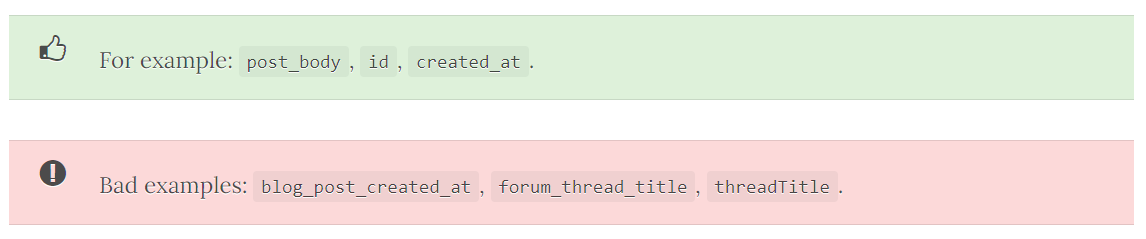 For example: post_body, id, created_at.
Bad examples: blog_post_created_at, forum_thread_title, threadTitle.